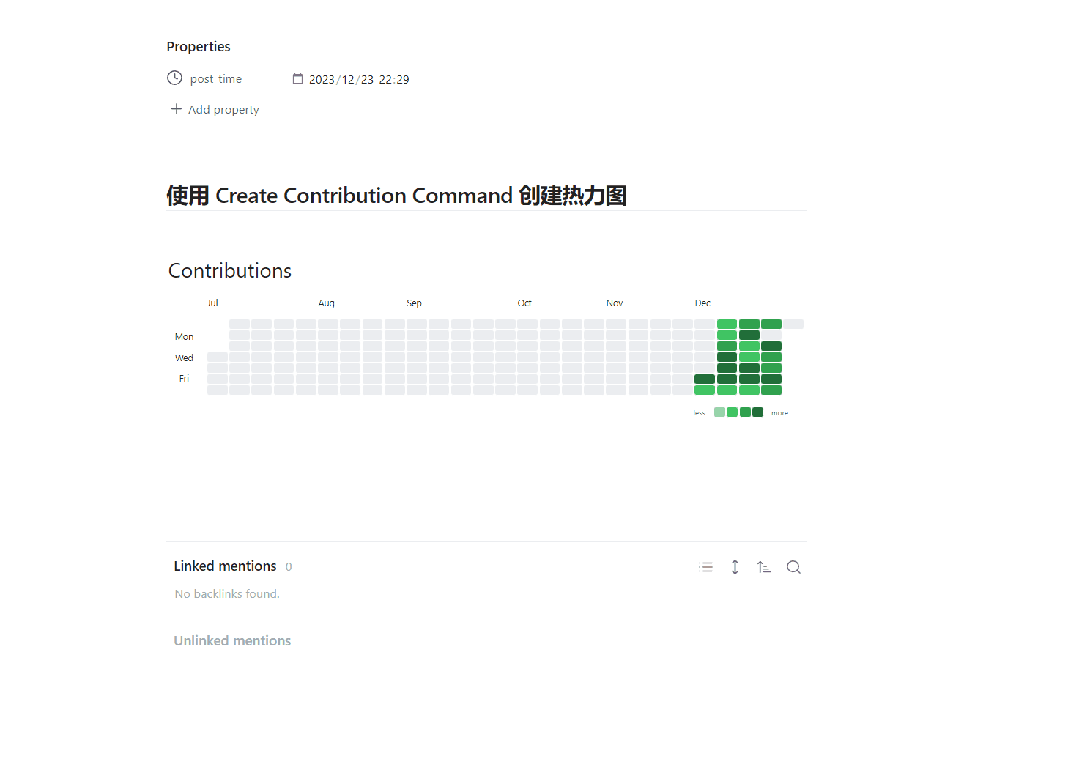 Properties
post-time 2023/12/23 22:29
Add property
使用 Create Contribution Command 创建热力图
Contributions
Jul Aug Sep Oct Nov Dec
Mon
Wed
Fri
less more
Linked mentions 0
No backlinks found.
Unlinked mentions